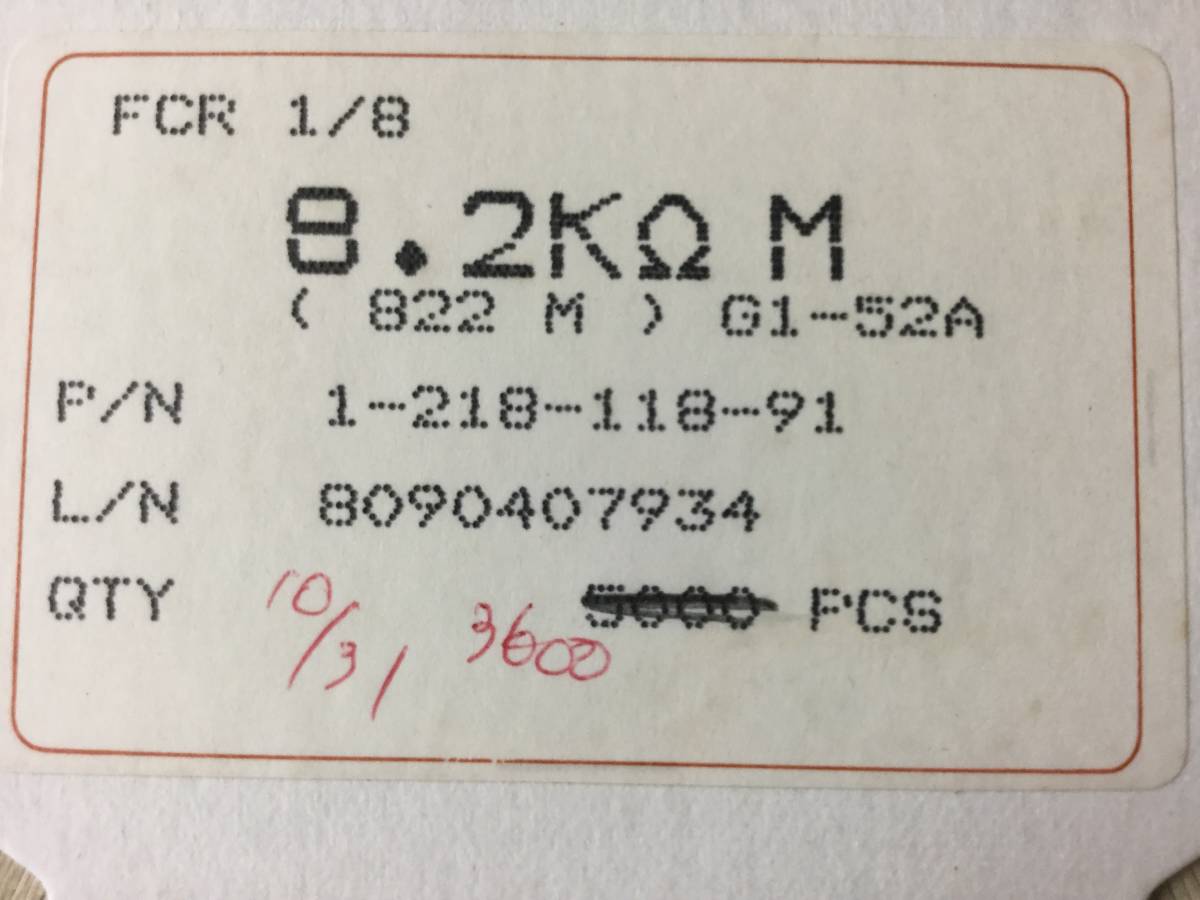 FCR 1/8
8.2KΩ M
( 822 M ) G1-52A
P/N 1-218-118-91
L/N 8090407934
QTY 10/31 3600 5000 PCS